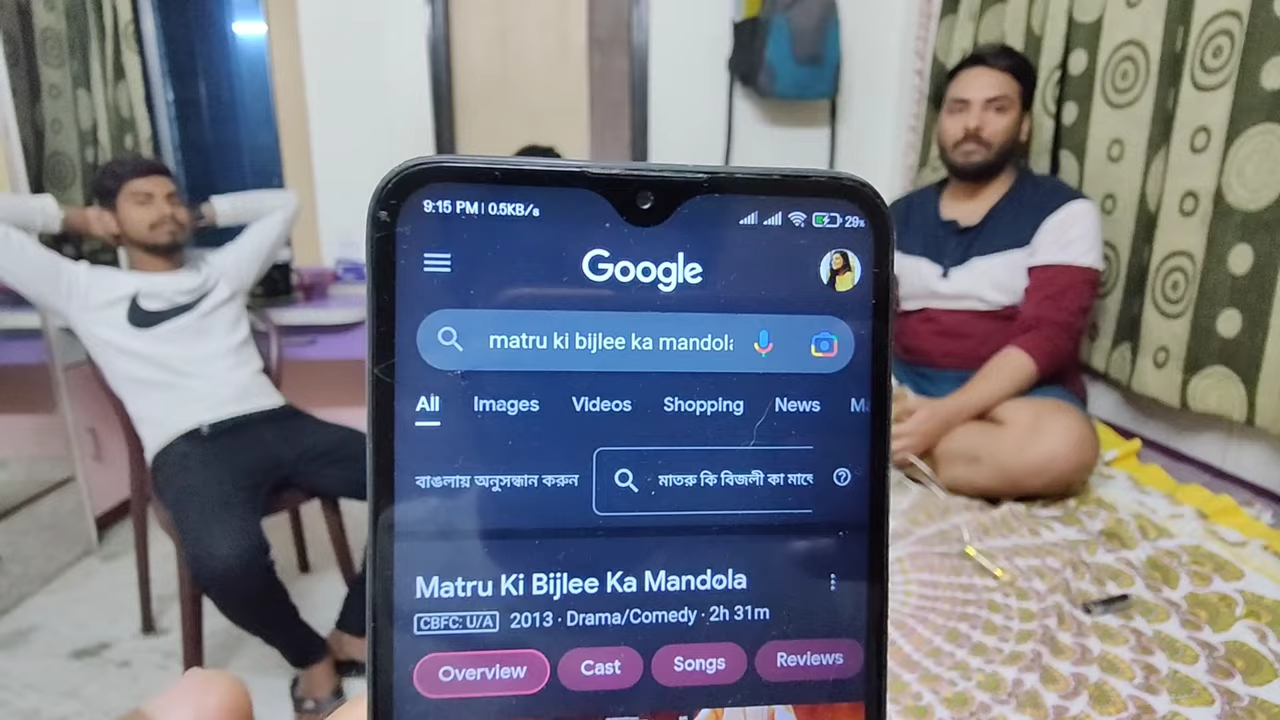 9:15 PM | 0.5KB/s 29%
Google
matru ki bijlee ka mandola
All Images Videos Shopping News
বাঙলায় অনুসন্ধান করুন মাতরু কি বিজলী কা
Matru Ki Bijlee Ka Mandola
CBFC: U/A 2013 · Drama/Comedy · 2h 31m
Overview Cast Songs Reviews